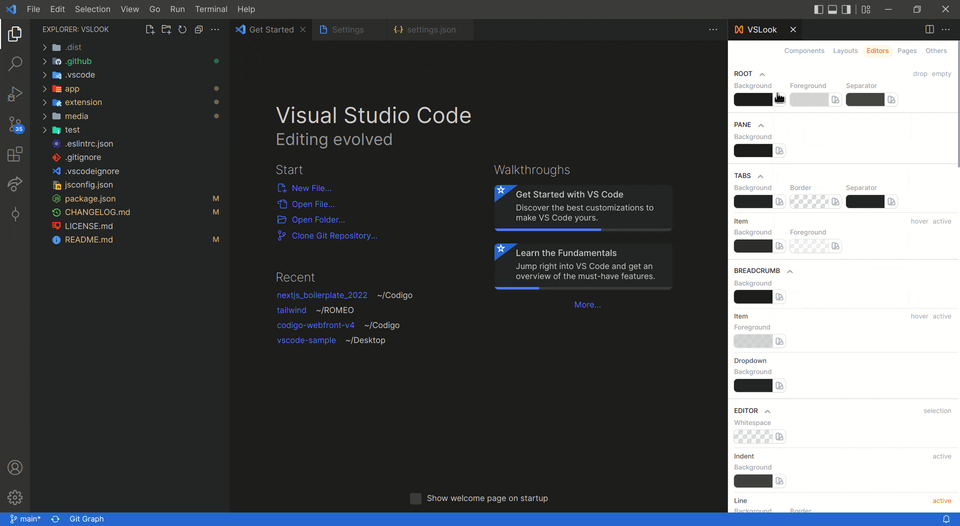 File Edit Selection View Go Run Terminal Help
EXPLORER: VSLOOK
.dist
.github
.vscode
app
extension
media
test
.eslintrc.json
.gitignore
.vscodeignore
jsconfig.json
package.json M
CHANGELOG.md M
LICENSE.md
README.md M
35
main*
Git Graph
Get Started
Settings
settings.json
Visual Studio Code
Editing evolved
Start
New File...
Open File...
Open Folder...
Clone Git Repository...
Recent
nextjs_boilerplate_2022 ~/Codigo
tailwind ~/ROMEO
codigo-webfront-v4 ~/Codigo
vscode-sample ~/Desktop
Walkthroughs
Get Started with VS Code
Discover the best customizations to
make VS Code yours.
Learn the Fundamentals
Jump right into VS Code and get an
overview of the must-have features.
More...
Show welcome page on startup
VSLook
Components Layouts Editors Pages Others
ROOT drop empty
Background Foreground Separator
PANE
Background
TABS
Background Border Separator
Item hover active
Background Foreground
BREADCRUMB
Background
Item hover active
Foreground
Dropdown
Background
EDITOR selection
Whitespace
Indent active
Background
Line active
Background Border